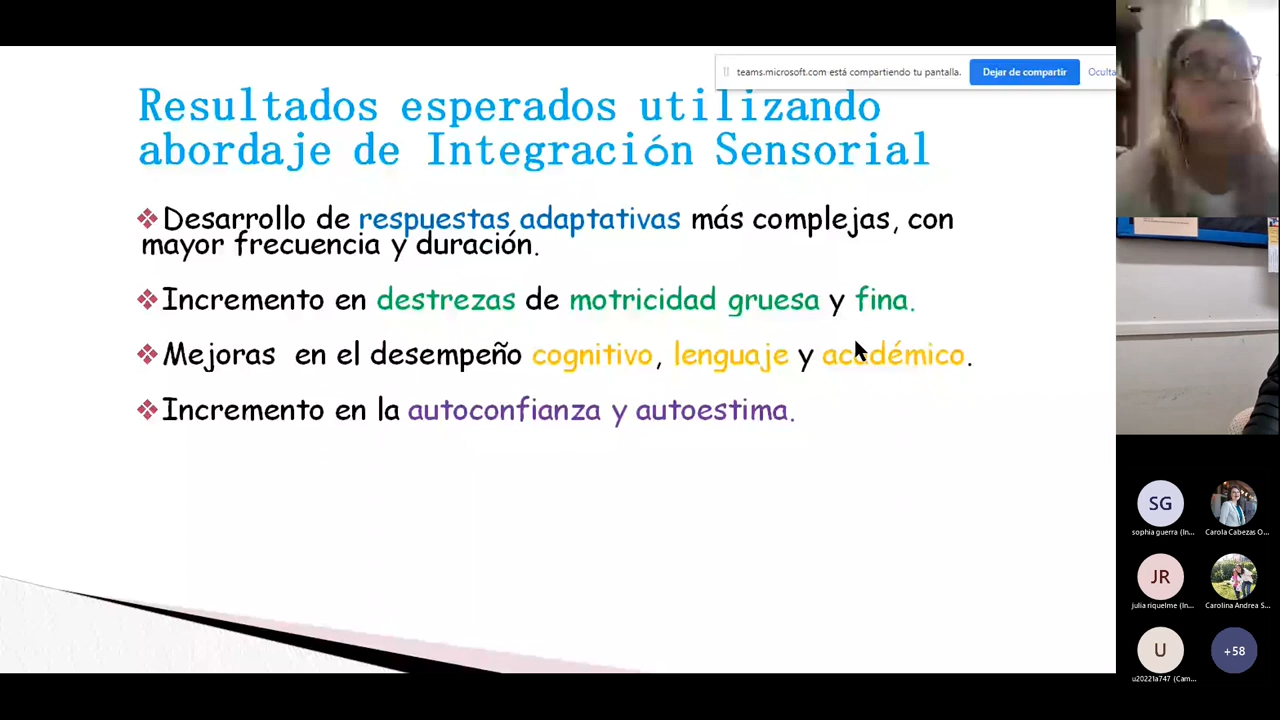 teams.microsoft.com está compartiendo tu pantalla.
Dejar de compartir
Oculta
Resultados esperados utilizando
abordaje de Integración Sensorial
❖Desarrollo de respuestas adaptativas más complejas, con
mayor frecuencia y duración.
❖Incremento en destrezas de motricidad gruesa y fina.
❖Mejoras en el desempeño cognitivo, lenguaje y académico.
❖Incremento en la autoconfianza y autoestima.
SG
sophia guerra (In...
Carola Cabezas O...
JR
julia riquelme (In...
Carolina Andrea S...
U
u20221a747 (Cam...
+58